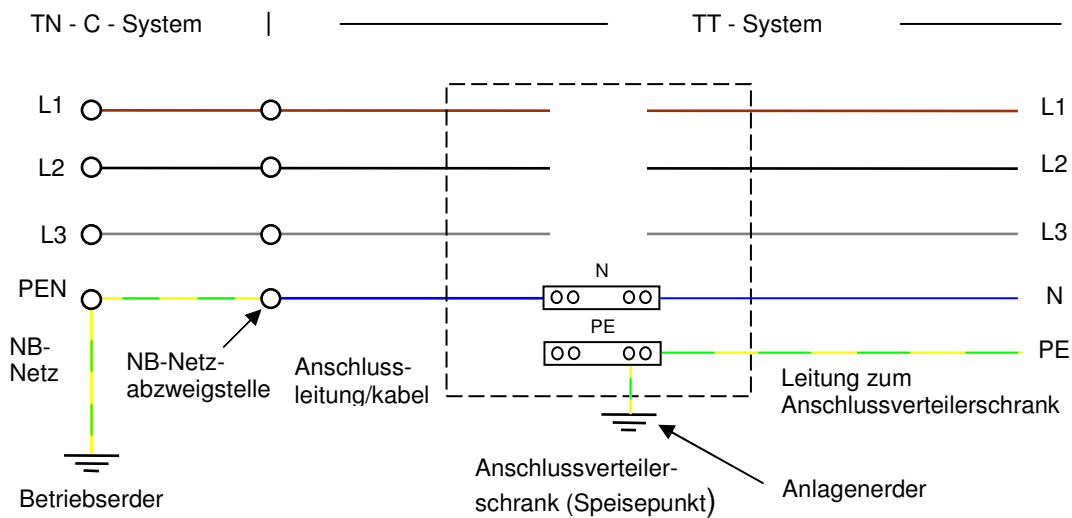 TN - C - System | TT - System
L1 L1
L2 L2
L3 L3
PEN N N
PE PE
NB-
Netz
NB-Netz-
abzweigstelle
Anschluss-
leitung/kabel
Leitung zum
Anschlussverteilerschrank
Betriebserder
Anschlussverteiler-
schrank (Speisepunkt)
Anlagenerder